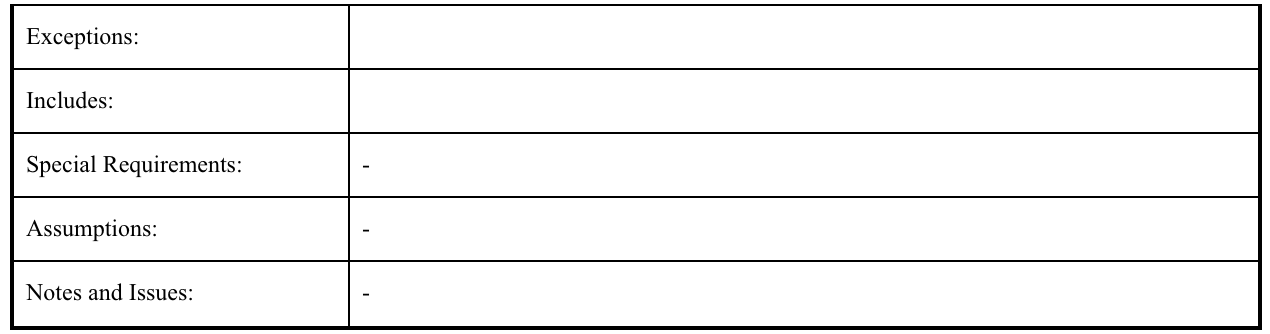 Exceptions:
Includes:
Special Requirements: -
Assumptions: -
Notes and Issues: -